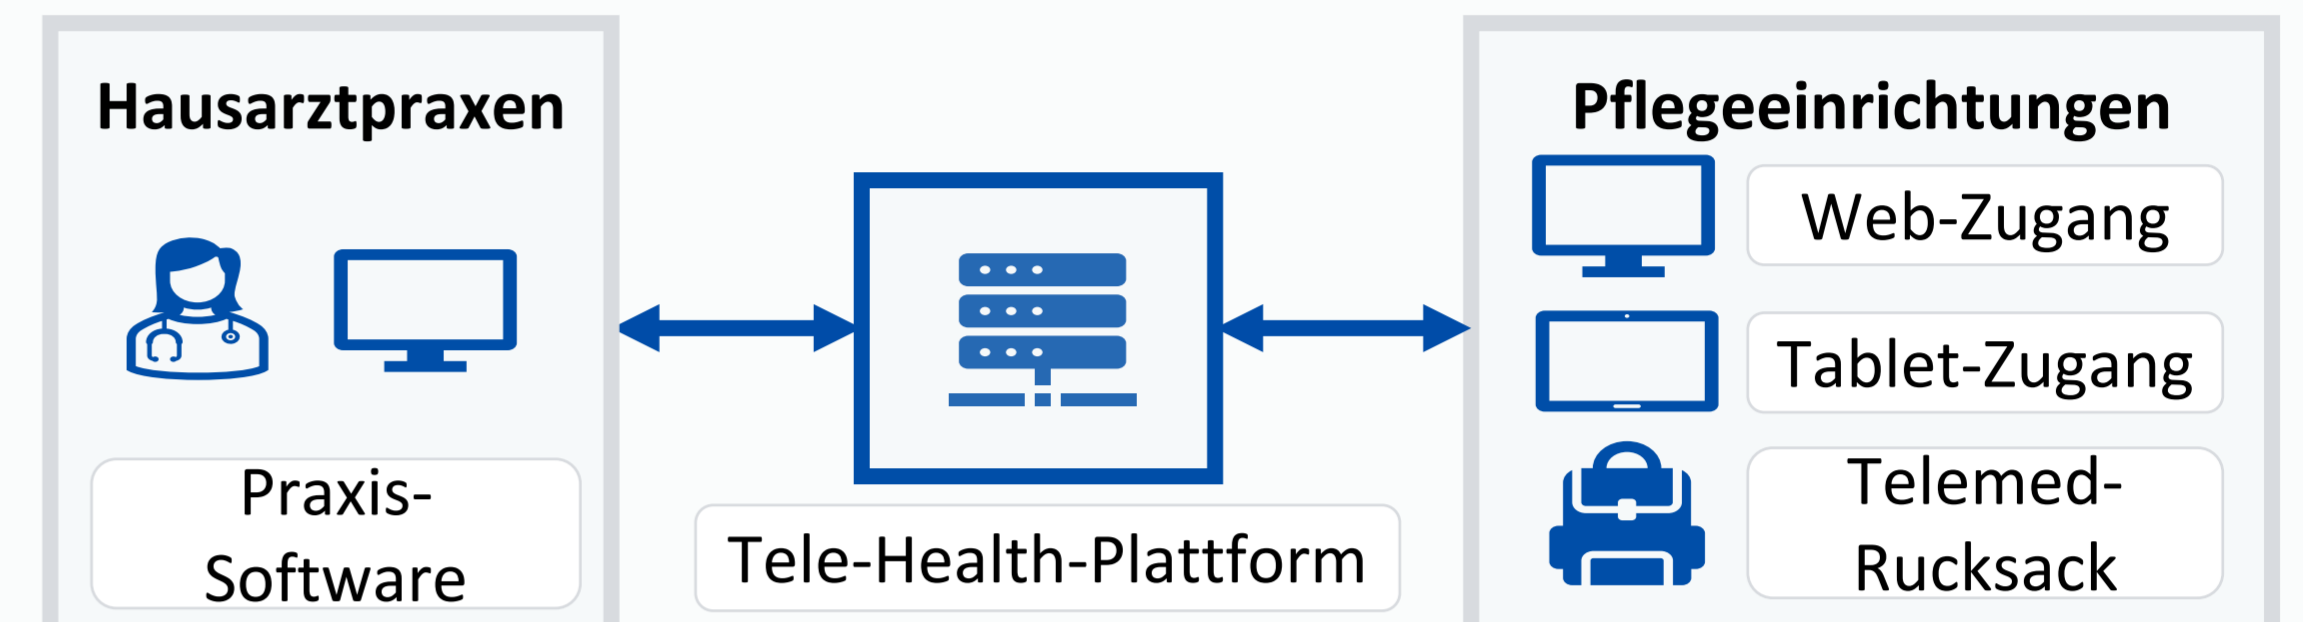 Hausarztpraxen
Praxis-
Software
Tele-Health-Plattform
Pflegeeinrichtungen
Web-Zugang
Tablet-Zugang
Telemed-
Rucksack